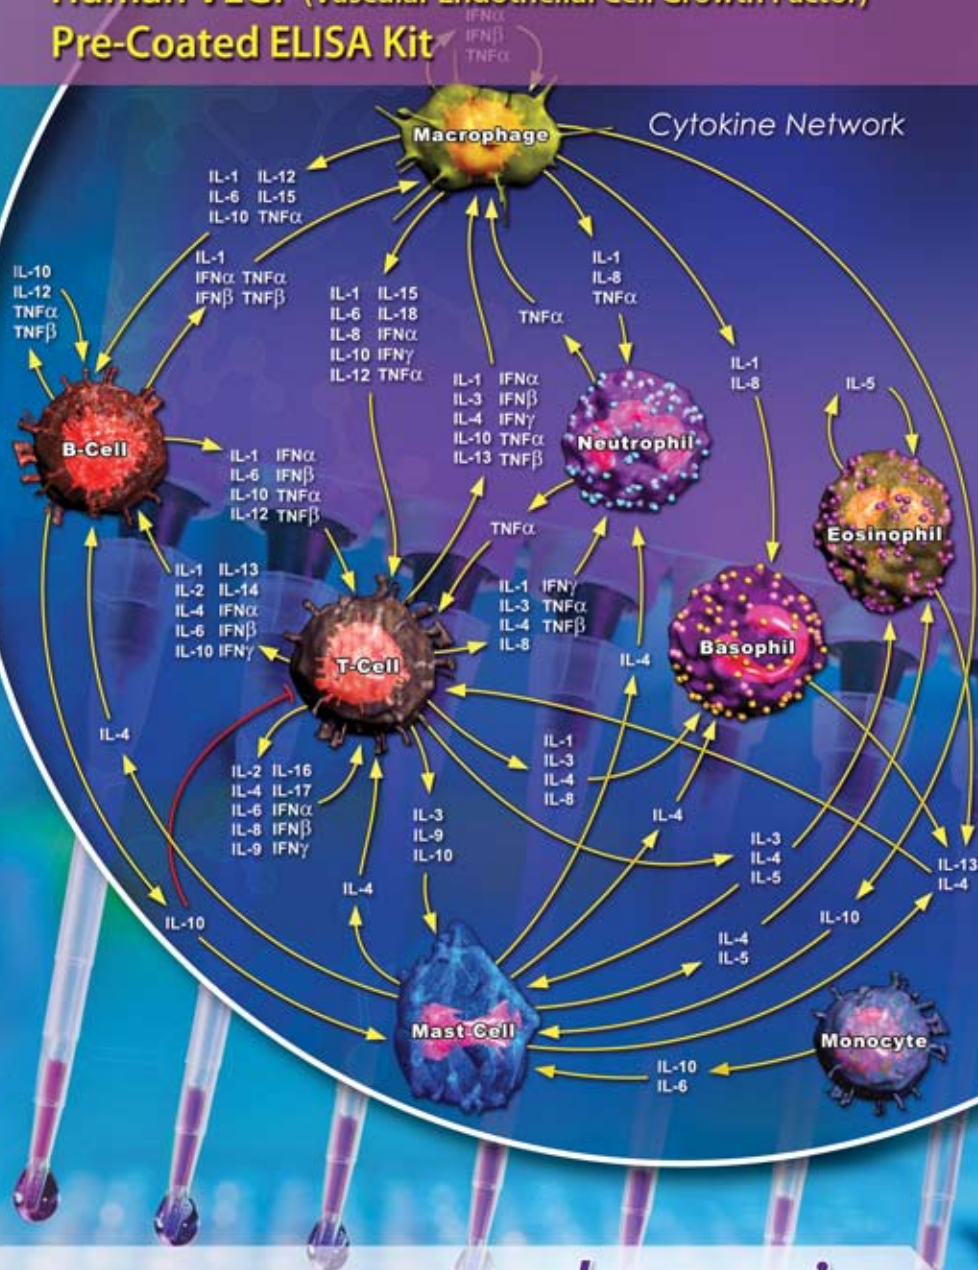 Human VEGF (Vascular Endothelial Cell Growth Factor)
Pre-Coated ELISA Kit
IFNα
IFNβ
TNFα
Macrophage
Cytokine Network
IL-1 IL-12
IL-6 IL-15
IL-10 TNFα
IL-1
IFNα TNFα
IFNβ TNFβ
IL-10
IL-12
TNFα
TNFβ
IL-1 IL-15
IL-6 IL-18
IL-8 IFNα
IL-10 IFNγ
IL-12 TNFα
TNFα
IL-1
IL-8
TNFα
IL-1
IL-8
IL-5
IL-1 IFNα
IL-3 IFNβ
IL-4 IFNγ
IL-10 TNFα
IL-13 TNFβ
B-Cell
Neutrophil
IL-1 IFNα
IL-6 IFNβ
IL-10 TNFα
IL-12 TNFβ
TNFα
Eosinophil
IL-1 IL-13
IL-2 IL-14
IL-4 IFNα
IL-6 IFNβ
IL-10 IFNγ
IL-1 IFNγ
IL-3 TNFα
IL-4 TNFβ
IL-8
T-Cell
IL-4
Basophil
IL-4
IL-1
IL-3
IL-4
IL-8
IL-2 IL-16
IL-4 IL-17
IL-6 IFNα
IL-8 IFNβ
IL-9 IFNγ
IL-3
IL-9
IL-10
IL-4
IL-3
IL-4
IL-5
IL-13
IL-4
IL-4
IL-10
IL-10
IL-4
IL-5
Mast Cell
Monocyte
IL-10
IL-6